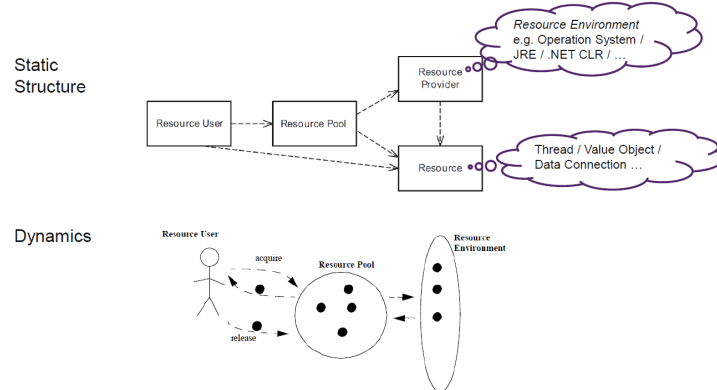 Static
Structure
Resource User
Resource Pool
Resource
Provider
Resource
Resource Environment
e.g. Operation System /
JRE / .NET CLR / …
Thread / Value Object /
Data Connection …
Dynamics
Resource User
acquire
release
Resource Pool
Resource
Environment